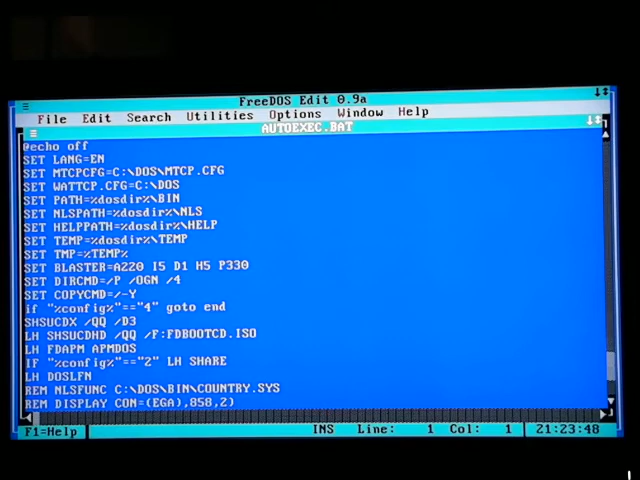 FreeDOS Edit 0.9a
File Edit Search Utilities Options Window Help
AUTOEXEC.BAT
@echo off
SET LANG=EN
SET MTCPCFG=C:\DOS\MTCP.CFG
SET WATTCP.CFG=C:\DOS
SET PATH=%dosdir%\BIN
SET NLSPATH=%dosdir%\NLS
SET HELPPATH=%dosdir%\HELP
SET TEMP=%dosdir%\TEMP
SET TMP=%TEMP%
SET BLASTER=A220 I5 D1 H5 P330
SET DIRCMD=/P /OGN /4
SET COPYCMD=/-Y
if "%config%"=="4" goto end
SHSUCDX /QQ /D3
LH SHSUCDHD /QQ /F:FDBOOTCD.ISO
LH FDAPM APMDOS
IF "%config%"=="2" LH SHARE
LH DOSLFN
REM NLSFUNC C:\DOS\BIN\COUNTRY.SYS
REM DISPLAY CON=(EGA),858,2)
F1=Help INS Line: 1 Col: 1 21:23:48